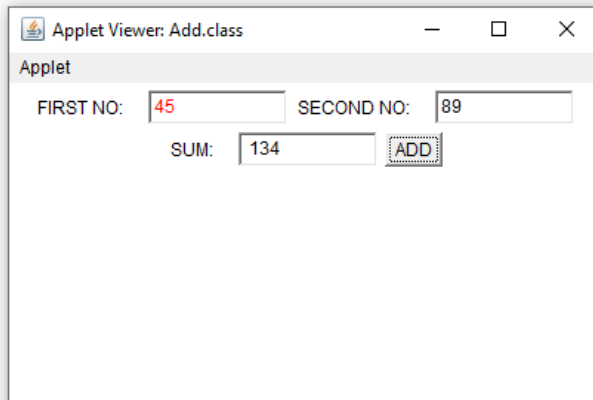 Applet Viewer: Add.class
Applet
FIRST NO: 45 SECOND NO: 89
SUM: 134 ADD